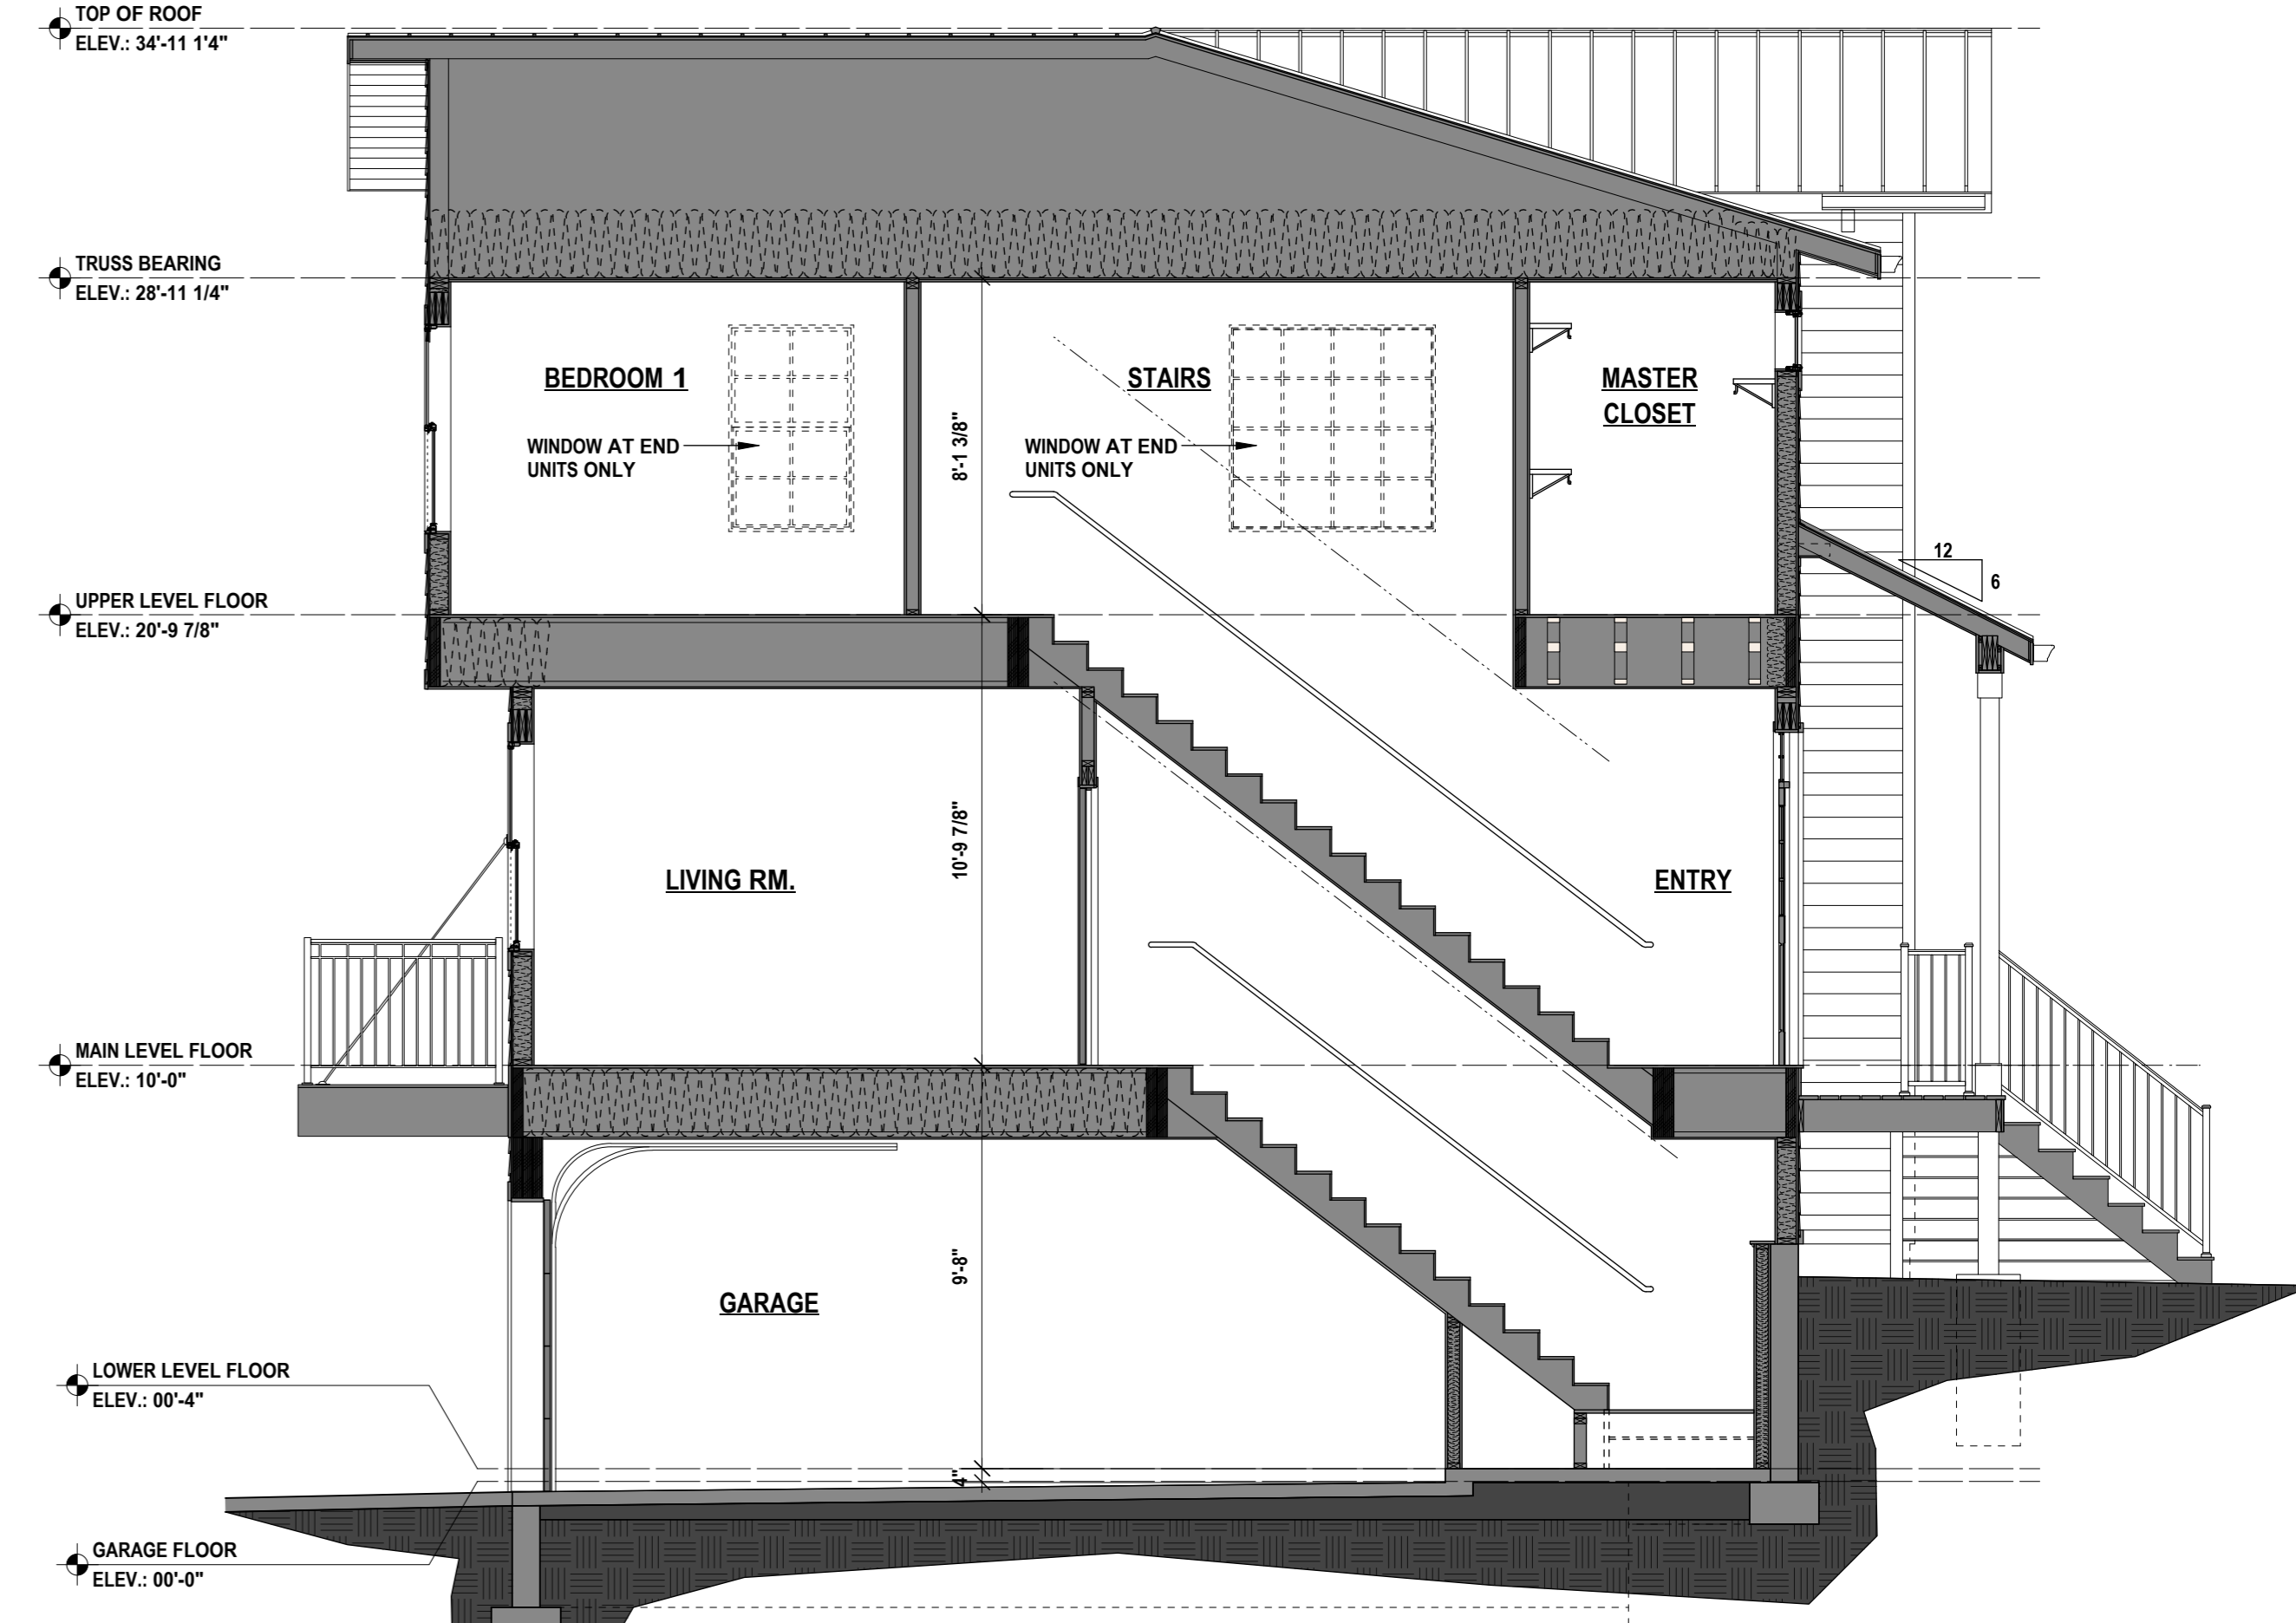 TOP OF ROOF
ELEV.: 34'-11 1'4"
TRUSS BEARING
ELEV.: 28'-11 1/4"
BEDROOM 1
STAIRS
MASTER
CLOSET
WINDOW AT END
UNITS ONLY
8'-1 3/8"
WINDOW AT END
UNITS ONLY
12
6
UPPER LEVEL FLOOR
ELEV.: 20'-9 7/8"
10'-9 7/8"
LIVING RM.
ENTRY
MAIN LEVEL FLOOR
ELEV.: 10'-0"
9'-8"
GARAGE
LOWER LEVEL FLOOR
ELEV.: 00'-4"
4"
GARAGE FLOOR
ELEV.: 00'-0"